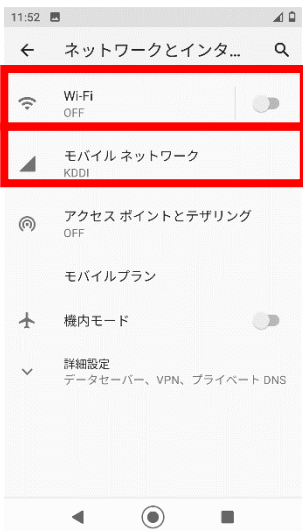 11:52
ネットワークとインタ...
Wi-Fi
OFF
モバイル ネットワーク
KDDI
アクセス ポイントとテザリング
OFF
モバイルプラン
機内モード
詳細設定
データセーバー、VPN、プライベート DNS